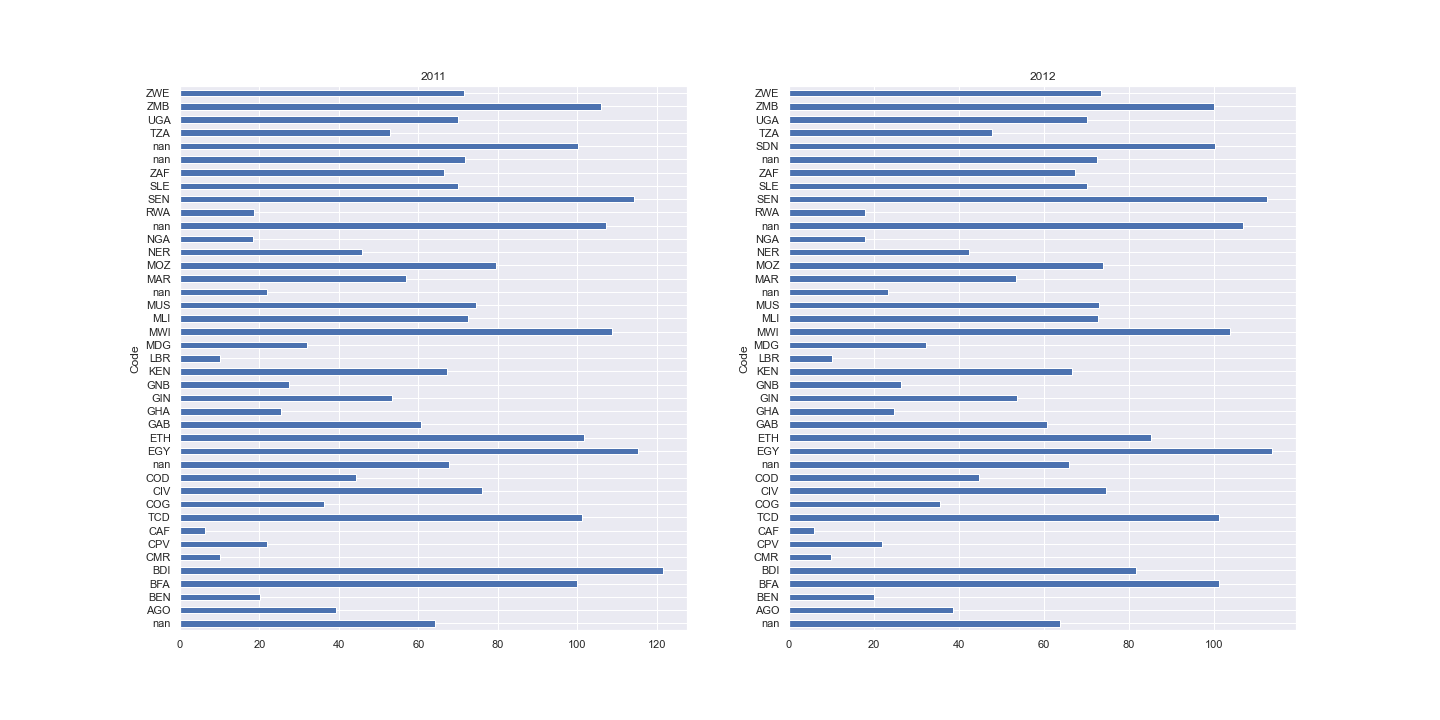 2011
ZWE
ZMB
UGA
TZA
nan
nan
ZAF
SLE
SEN
RWA
nan
NGA
NER
MOZ
MAR
nan
MUS
MLI
MWI
MDG
LBR
KEN
GNB
GIN
GHA
GAB
ETH
EGY
nan
COD
CIV
COG
TCD
CAF
CPV
CMR
BDI
BFA
BEN
AGO
nan
Code
0 20 40 60 80 100 120
2012
ZWE
ZMB
UGA
TZA
SDN
nan
ZAF
SLE
SEN
RWA
nan
NGA
NER
MOZ
MAR
nan
MUS
MLI
MWI
MDG
LBR
KEN
GNB
GIN
GHA
GAB
ETH
EGY
nan
COD
CIV
COG
TCD
CAF
CPV
CMR
BDI
BFA
BEN
AGO
nan
Code
0 20 40 60 80 100